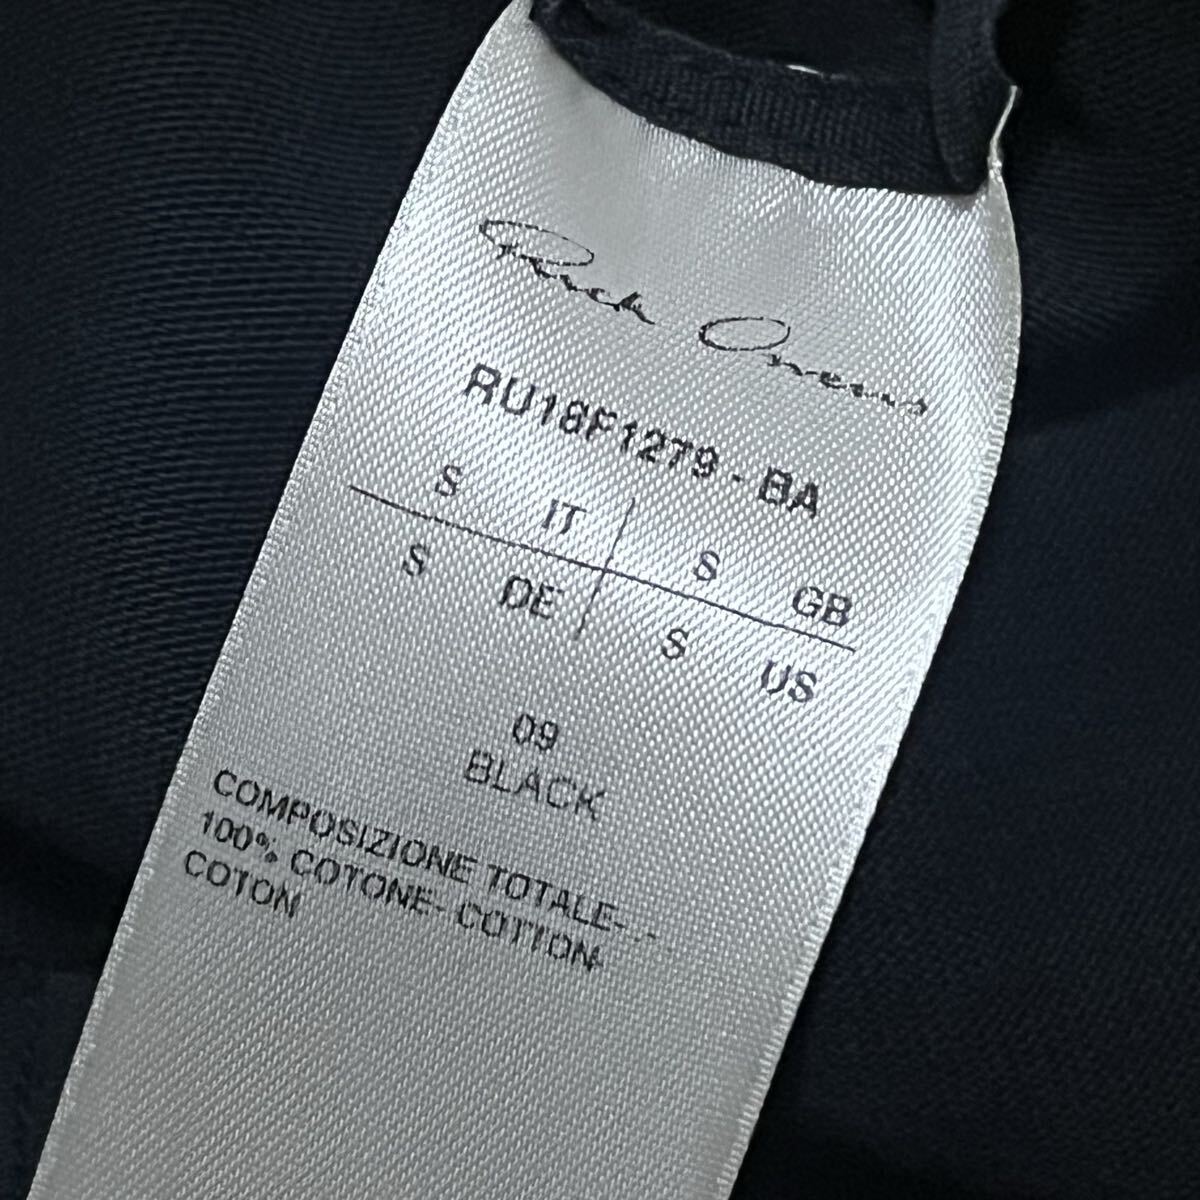 Rick Owens
RU18F1279 - BA
S IT S GB
S DE S US
09
BLACK
COMPOSIZIONE TOTALE-
100% COTONE-COTTON-
COTON